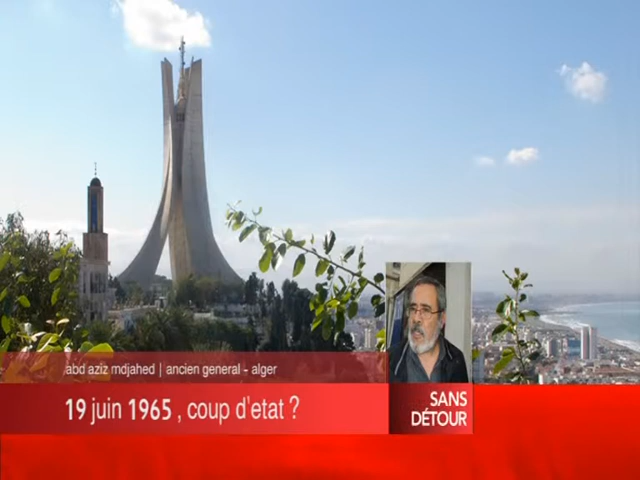 abd aziz mdjahed | ancien general - alger
19 juin 1965 , coup d'etat ?
SANS
DÉTOUR